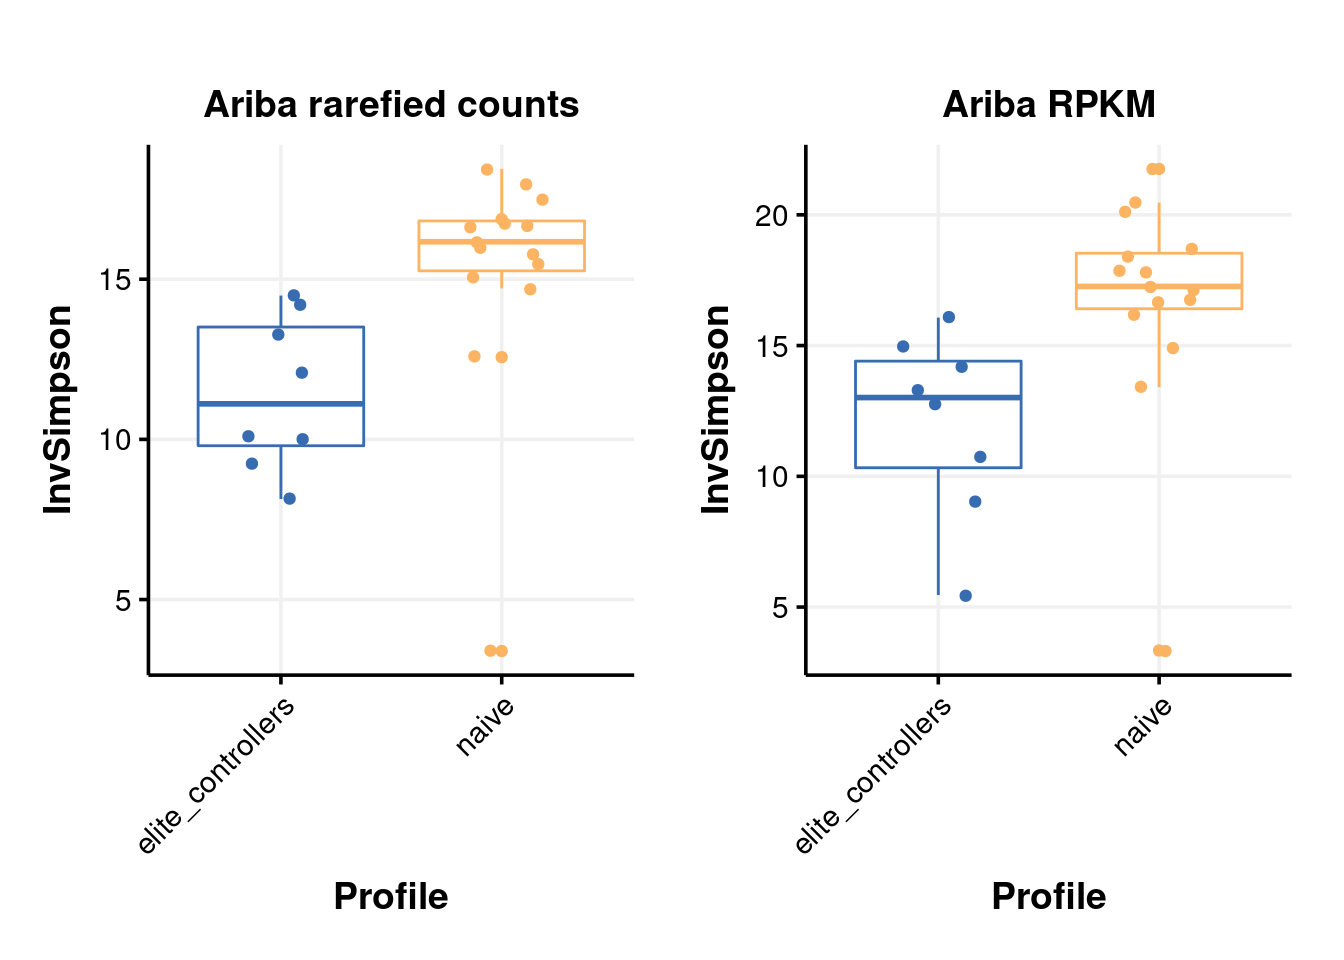 Ariba rarefied counts
InvSimpson
15
10
5
elite_controllers
naive
Profile
Ariba RPKM
InvSimpson
20
15
10
5
elite_controllers
naive
Profile